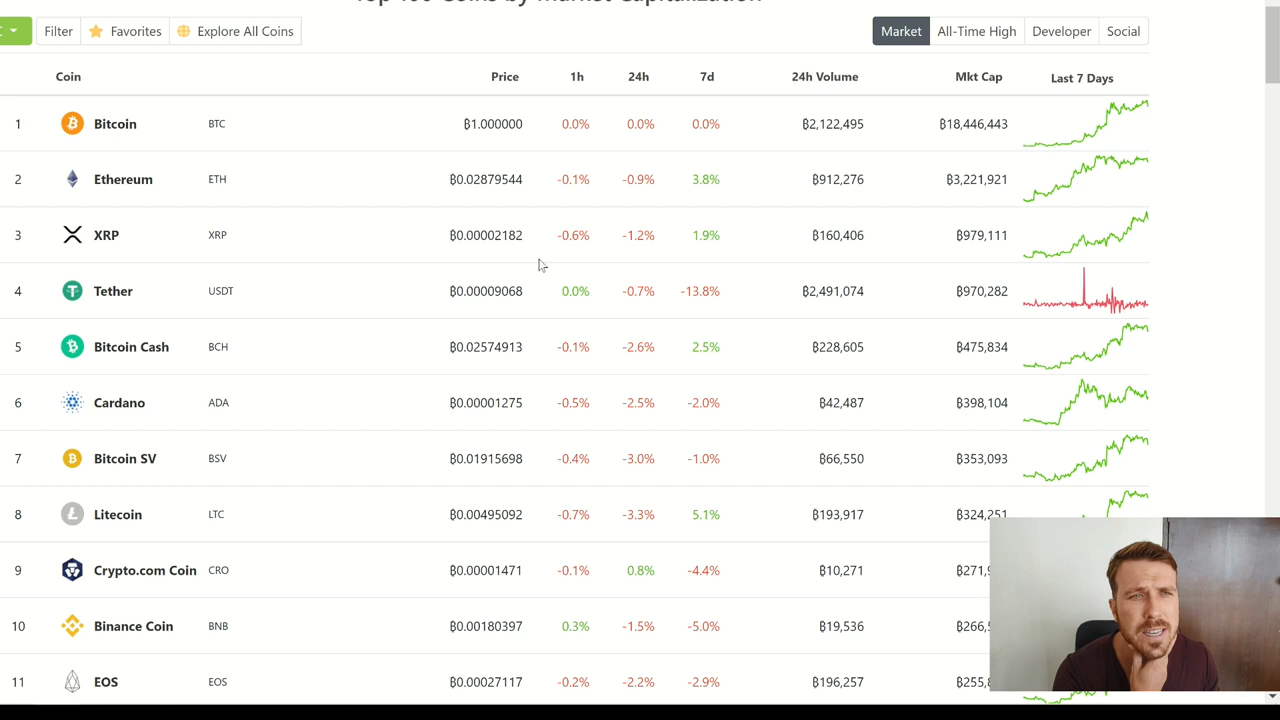 Top 100 Coins by Market Capitalization
Filter Favorites Explore All Coins Market All-Time High Developer Social
Coin Price 1h 24h 7d 24h Volume Mkt Cap Last 7 Days
1 Bitcoin BTC ฿1.000000 0.0% 0.0% 0.0% ฿2,122,495 ฿18,446,443
2 Ethereum ETH ฿0.02879544 -0.1% -0.9% 3.8% ฿912,276 ฿3,221,921
3 XRP XRP ฿0.00002182 -0.6% -1.2% 1.9% ฿160,406 ฿979,111
4 Tether USDT ฿0.00009068 0.0% -0.7% -13.8% ฿2,491,074 ฿970,282
5 Bitcoin Cash BCH ฿0.02574913 -0.1% -2.6% 2.5% ฿228,605 ฿475,834
6 Cardano ADA ฿0.00001275 -0.5% -2.5% -2.0% ฿42,487 ฿398,104
7 Bitcoin SV BSV ฿0.01915698 -0.4% -3.0% -1.0% ฿66,550 ฿353,093
8 Litecoin LTC ฿0.00495092 -0.7% -3.3% 5.1% ฿193,917 ฿324,251
9 Crypto.com Coin CRO ฿0.00001471 -0.1% 0.8% -4.4% ฿10,271 ฿271,
10 Binance Coin BNB ฿0.00180397 0.3% -1.5% -5.0% ฿19,536 ฿266,
11 EOS EOS ฿0.00027117 -0.2% -2.2% -2.9% ฿196,257 ฿255,